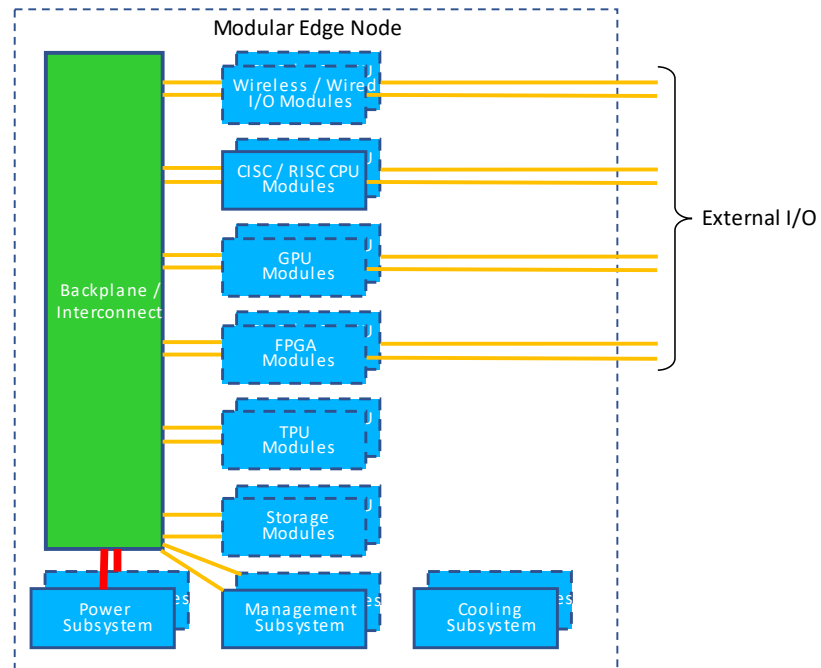 Modular Edge Node
Wireless / Wired
I/O Modules
CISC / RISC CPU
Modules
External I/O
GPU
Modules
Backplane /
Interconnect
FPGA
Modules
TPU
Modules
Storage
Modules
Power
Subsystem
Management
Subsystem
Cooling
Subsystem